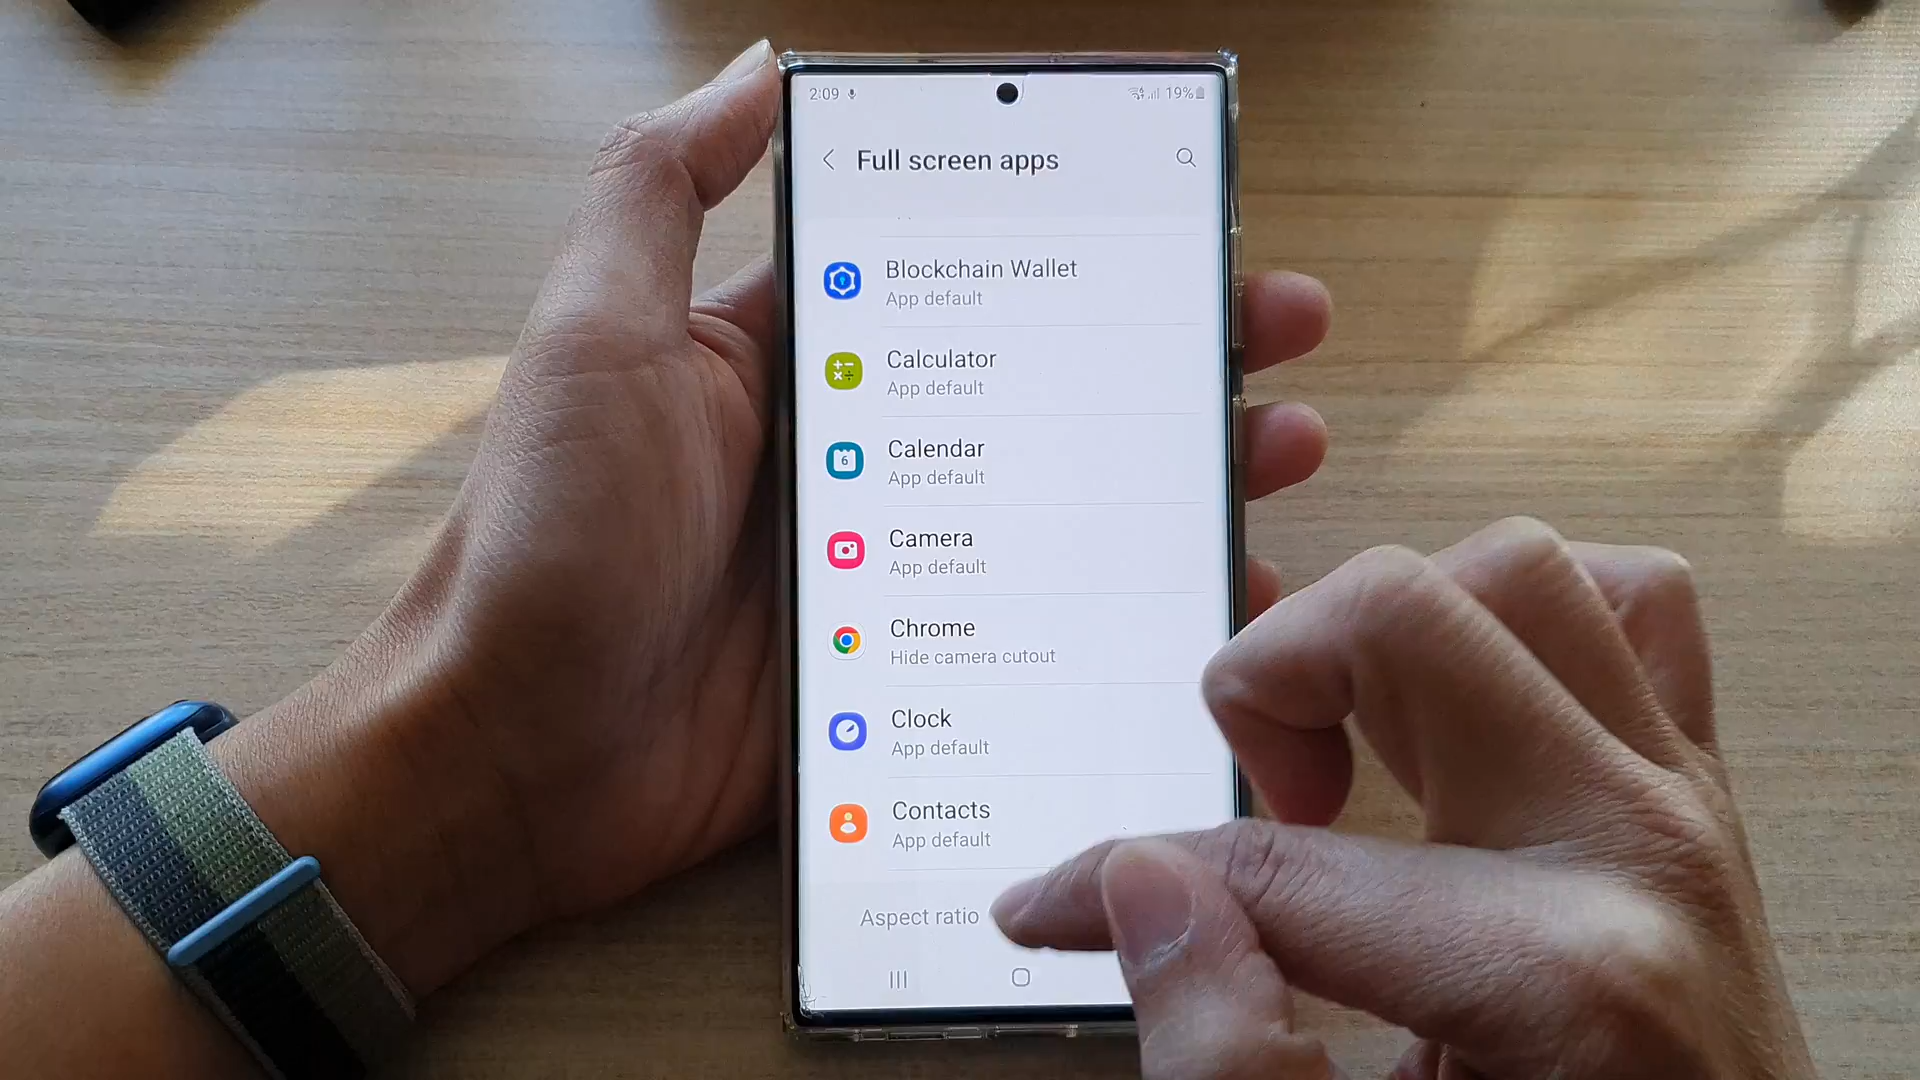 2:09
19%
Full screen apps
Blockchain Wallet
App default
Calculator
App default
6
Calendar
App default
Camera
App default
Chrome
Hide camera cutout
Clock
App default
Contacts
App default
Aspect ratio